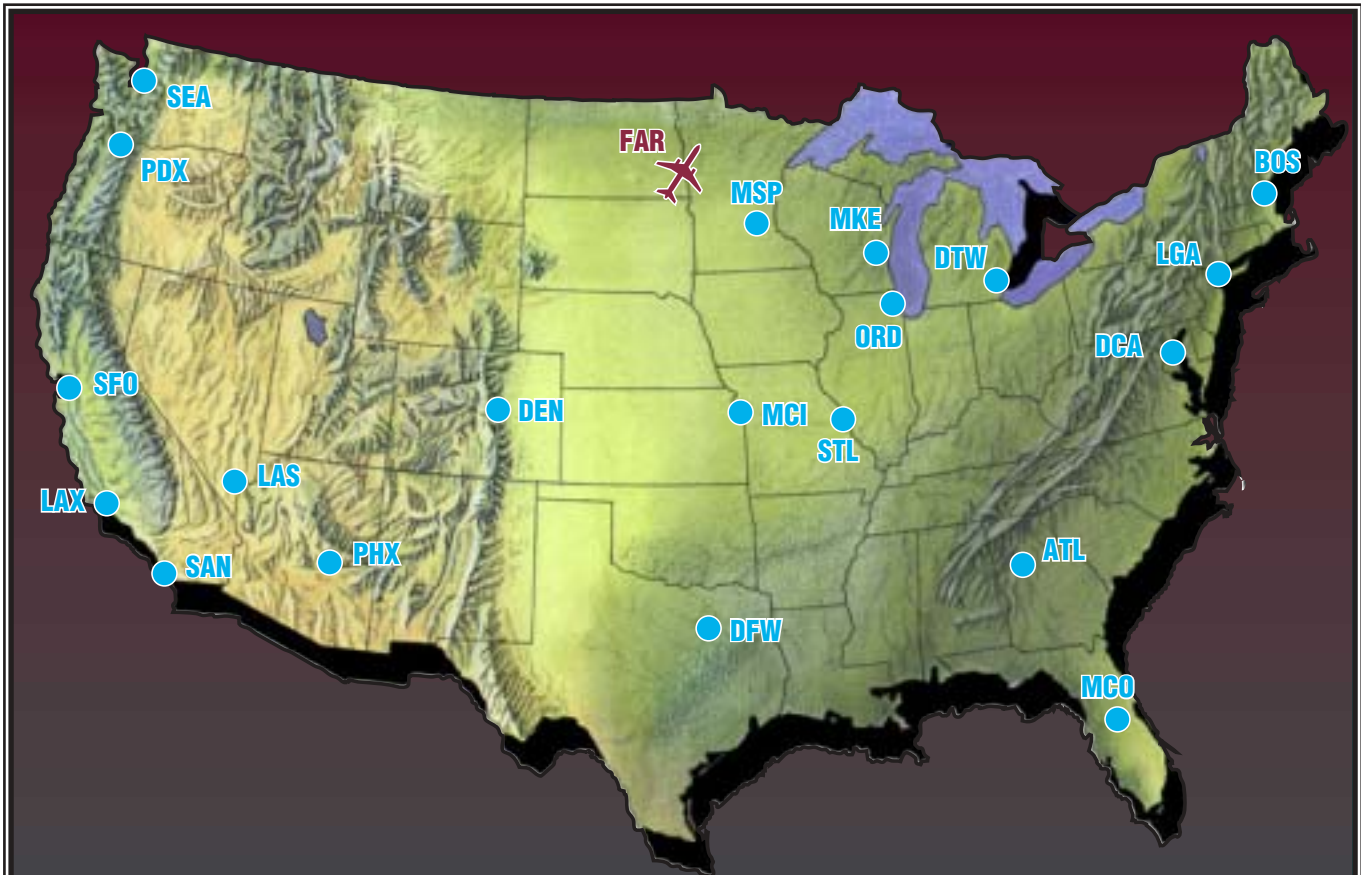 SEA
PDX
FAR
BOS
MSP
MKE
DTW
LGA
ORD
DCA
SFO
DEN
MCI
STL
LAS
LAX
PHX
SAN
ATL
DFW
MCO